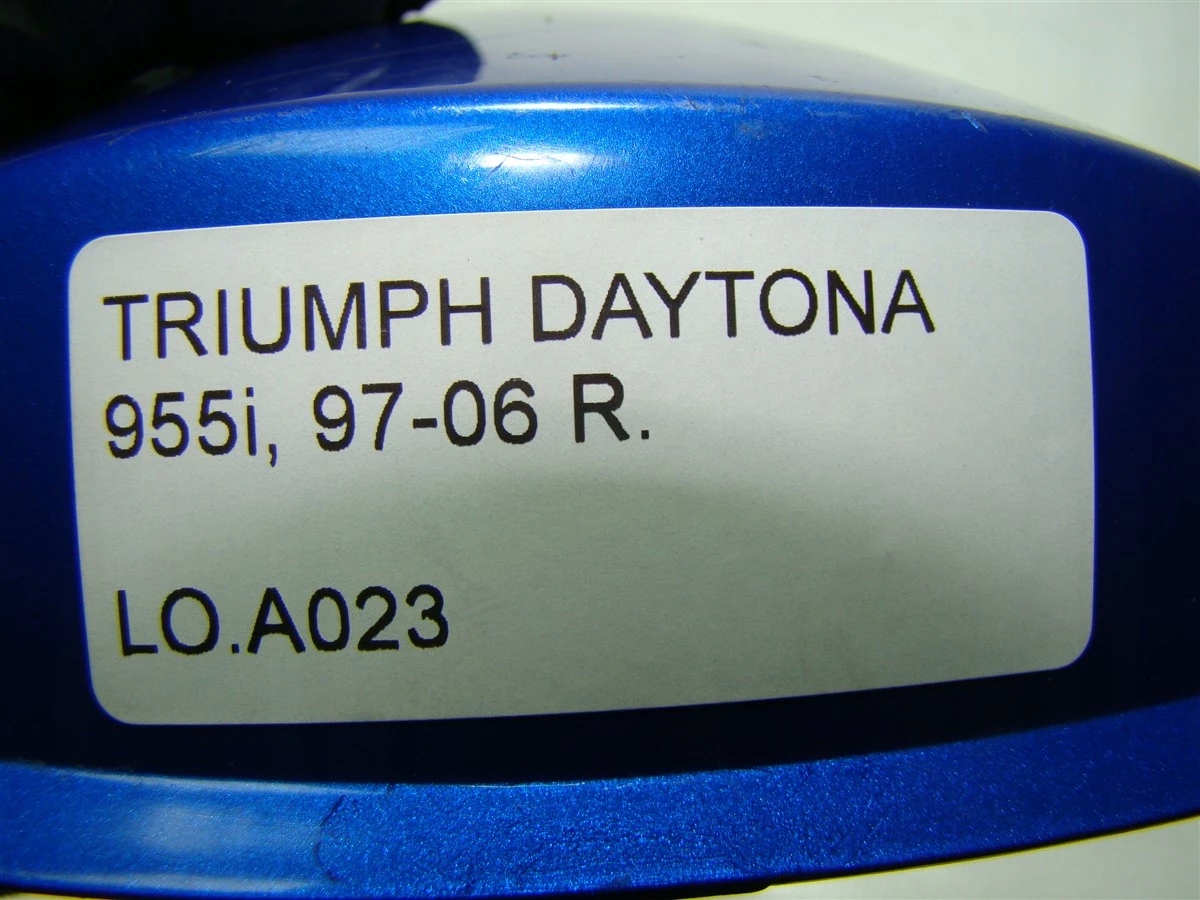 TRIUMPH DAYTONA
955i, 97-06 R.
LO.A023